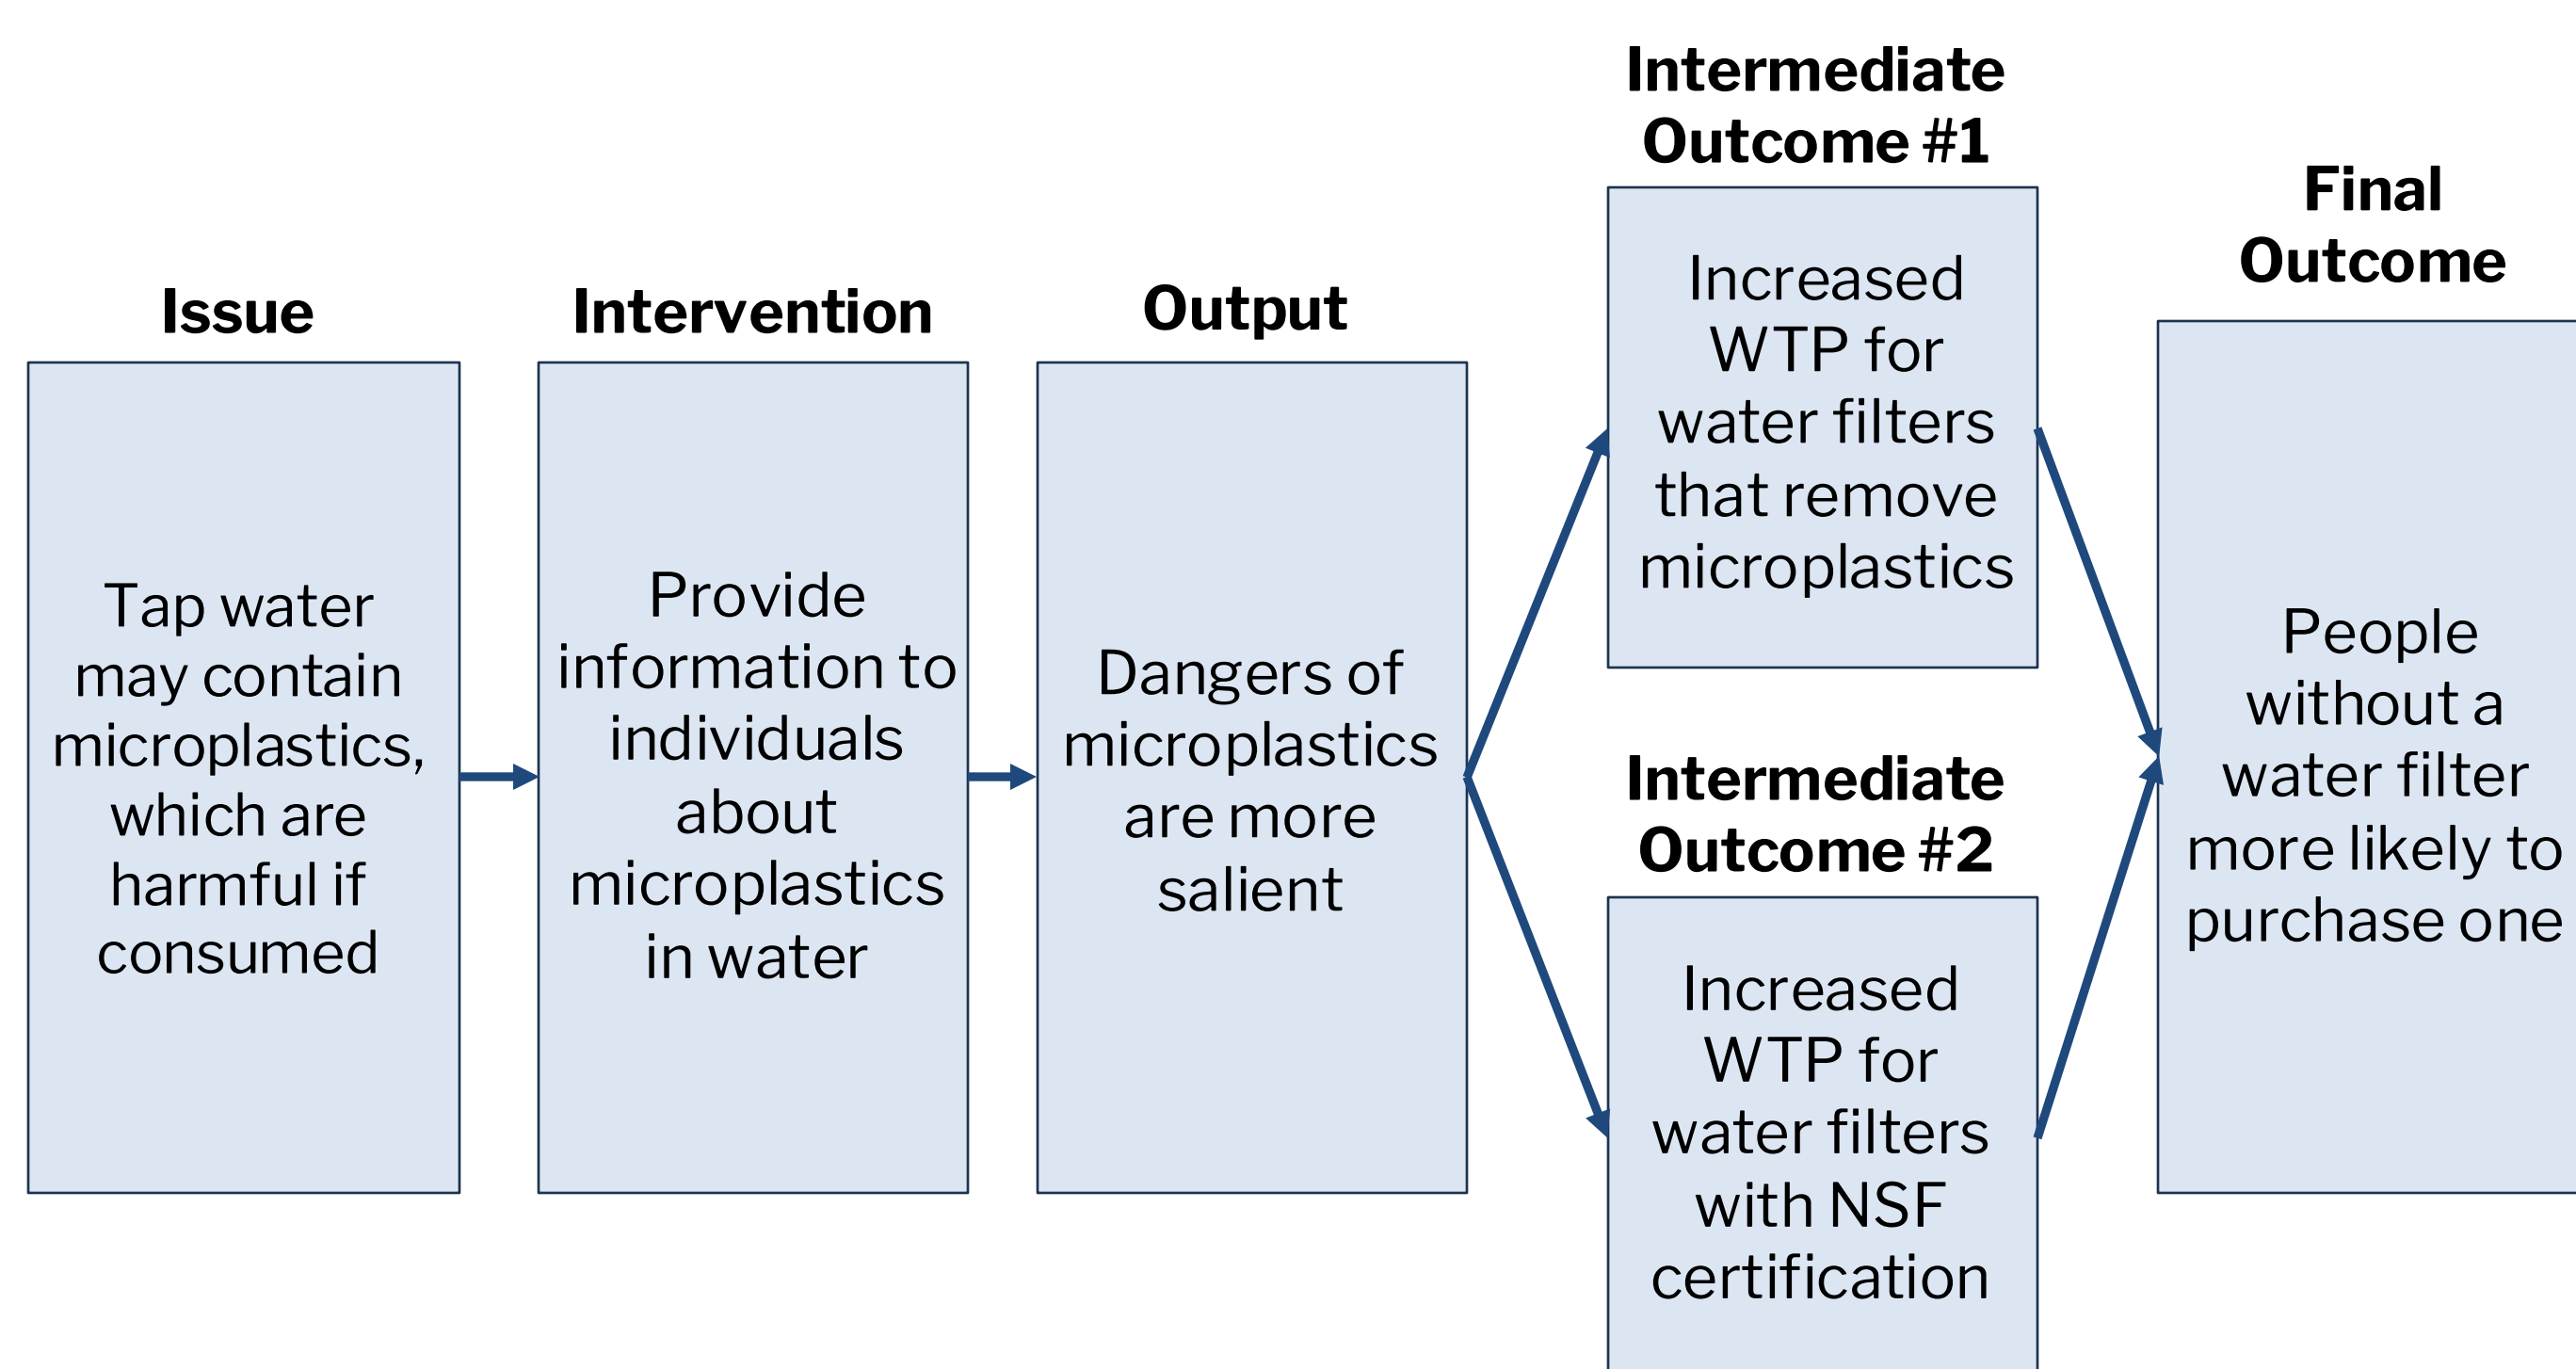 Issue
Tap water
may contain
microplastics,
which are
harmful if
consumed
Intervention
Provide
information to
individuals
about
microplastics
in water
Output
Dangers of
microplastics
are more
salient
Intermediate
Outcome #1
Increased
WTP for
water filters
that remove
microplastics
Intermediate
Outcome #2
Increased
WTP for
water filters
with NSF
certification
Final
Outcome
People
without a
water filter
more likely to
purchase one